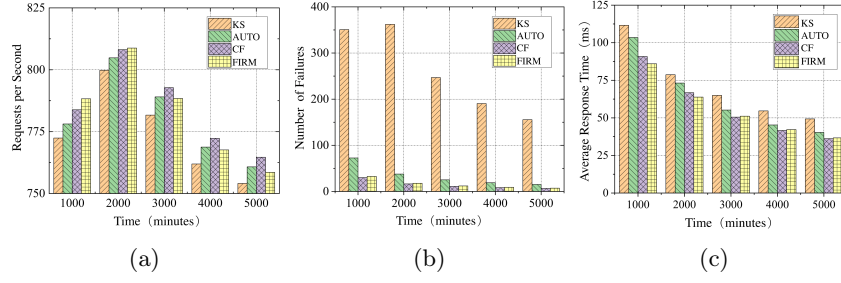 825
800
775
750
Requests per Second
KS
AUTO
CF
FIRM
1000 2000 3000 4000 5000
Time (minutes)
(a)
400
300
200
100
0
Number of Failures
KS
AUTO
CF
FIRM
1000 2000 3000 4000 5000
Time (minutes)
(b)
125
100
75
50
25
0
Average Response Time (ms)
KS
AUTO
CF
FIRM
1000 2000 3000 4000 5000
Time (minutes)
(c)